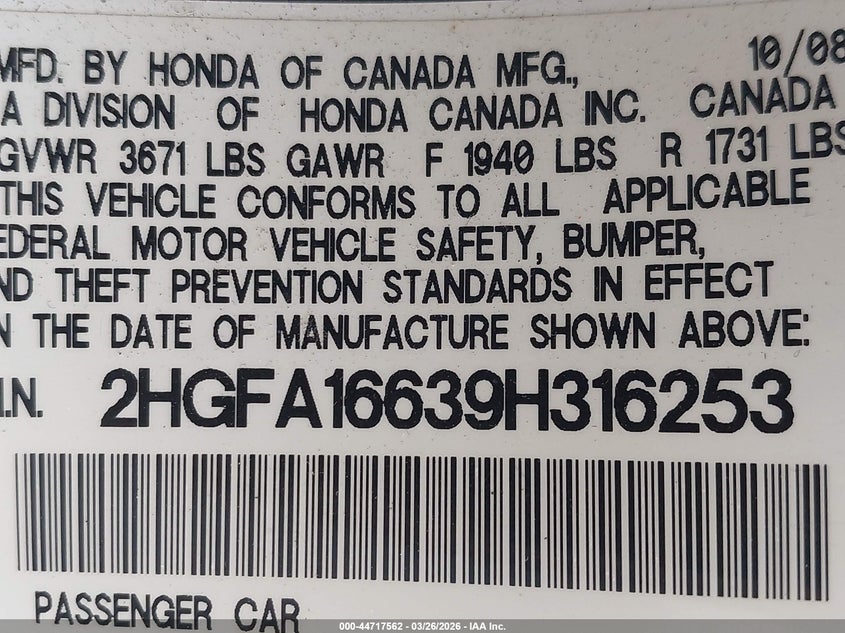 MFD. BY HONDA OF CANADA MFG., 10/08
A DIVISION OF HONDA CANADA INC. CANADA
GVWR 3671 LBS GAWR F 1940 LBS R 1731 LBS
THIS VEHICLE CONFORMS TO ALL APPLICABLE
EDERAL MOTOR VEHICLE SAFETY, BUMPER,
ND THEFT PREVENTION STANDARDS IN EFFECT
N THE DATE OF MANUFACTURE SHOWN ABOVE:
I.N. 2HGFA16639H316253
PASSENGER CAR
000-44717562 - 03/26/2026 - IAA Inc.